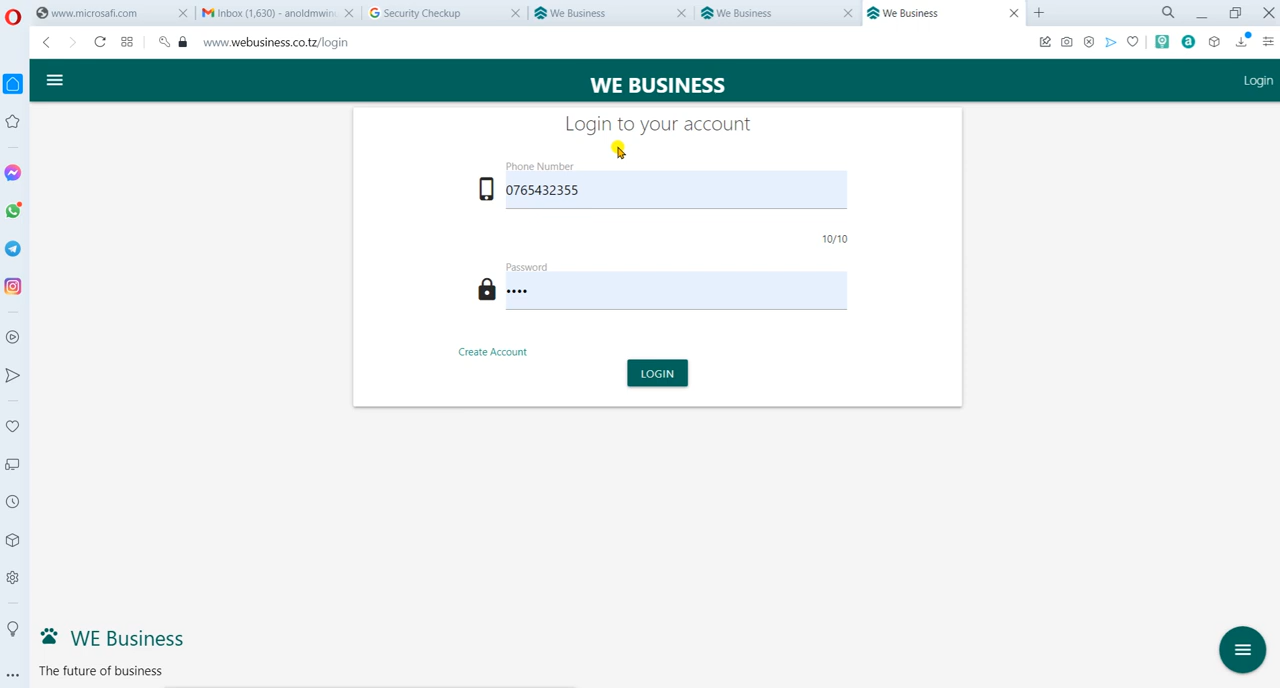 www.microsafi.com
Inbox (1,630) - anoldmwin
Security Checkup
We Business
We Business
We Business
www.webusiness.co.tz/login
WE BUSINESS
Login
Login to your account
Phone Number
0765432355
10/10
Password
••••
Create Account
LOGIN
WE Business
The future of business